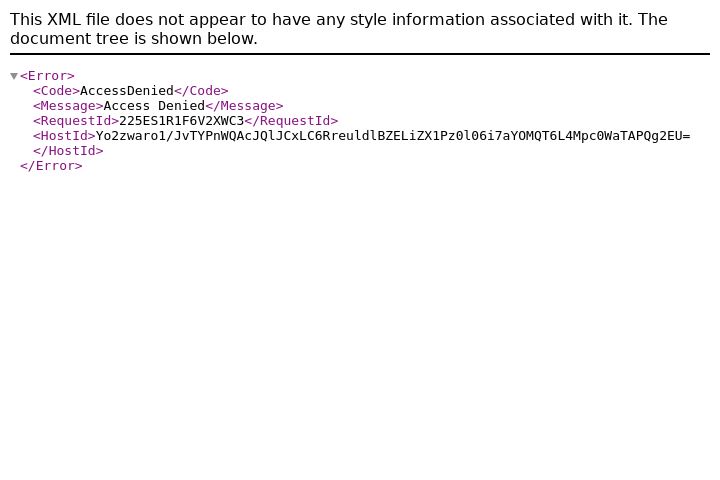 This XML file does not appear to have any style information associated with it. The
document tree is shown below.
<Error>
<Code>AccessDenied</Code>
<Message>Access Denied</Message>
<RequestId>225ES1R1F6V2XWC3</RequestId>
<HostId>Yo2zwaro1/JvTYPnWQAcJQlJCxLC6RreuldlBZELiZX1Pz0l06i7aYOMQT6L4Mpc0WaTAPQg2EU=
</HostId>
</Error>